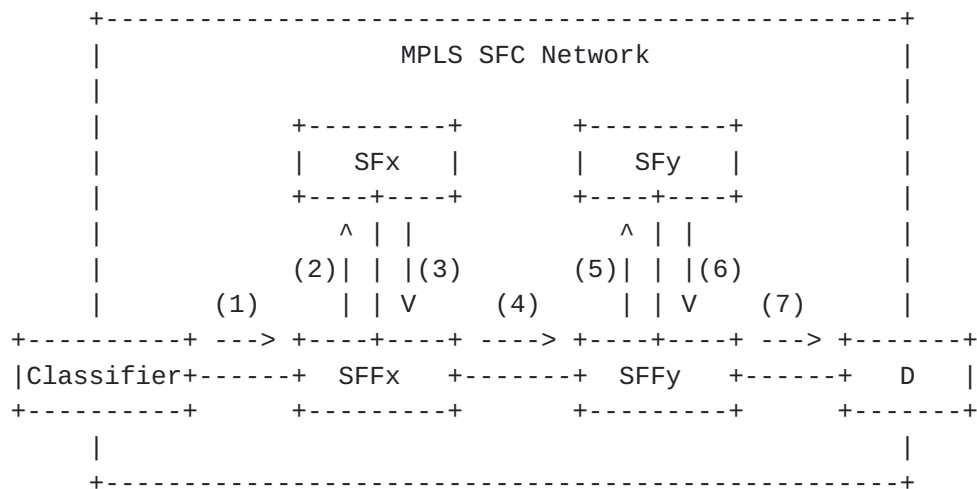 MPLS SFC Network
SFx SFy
(2) (3) (5) (6)
(1) V (4) V (7)
Classifier SFFx SFFy D